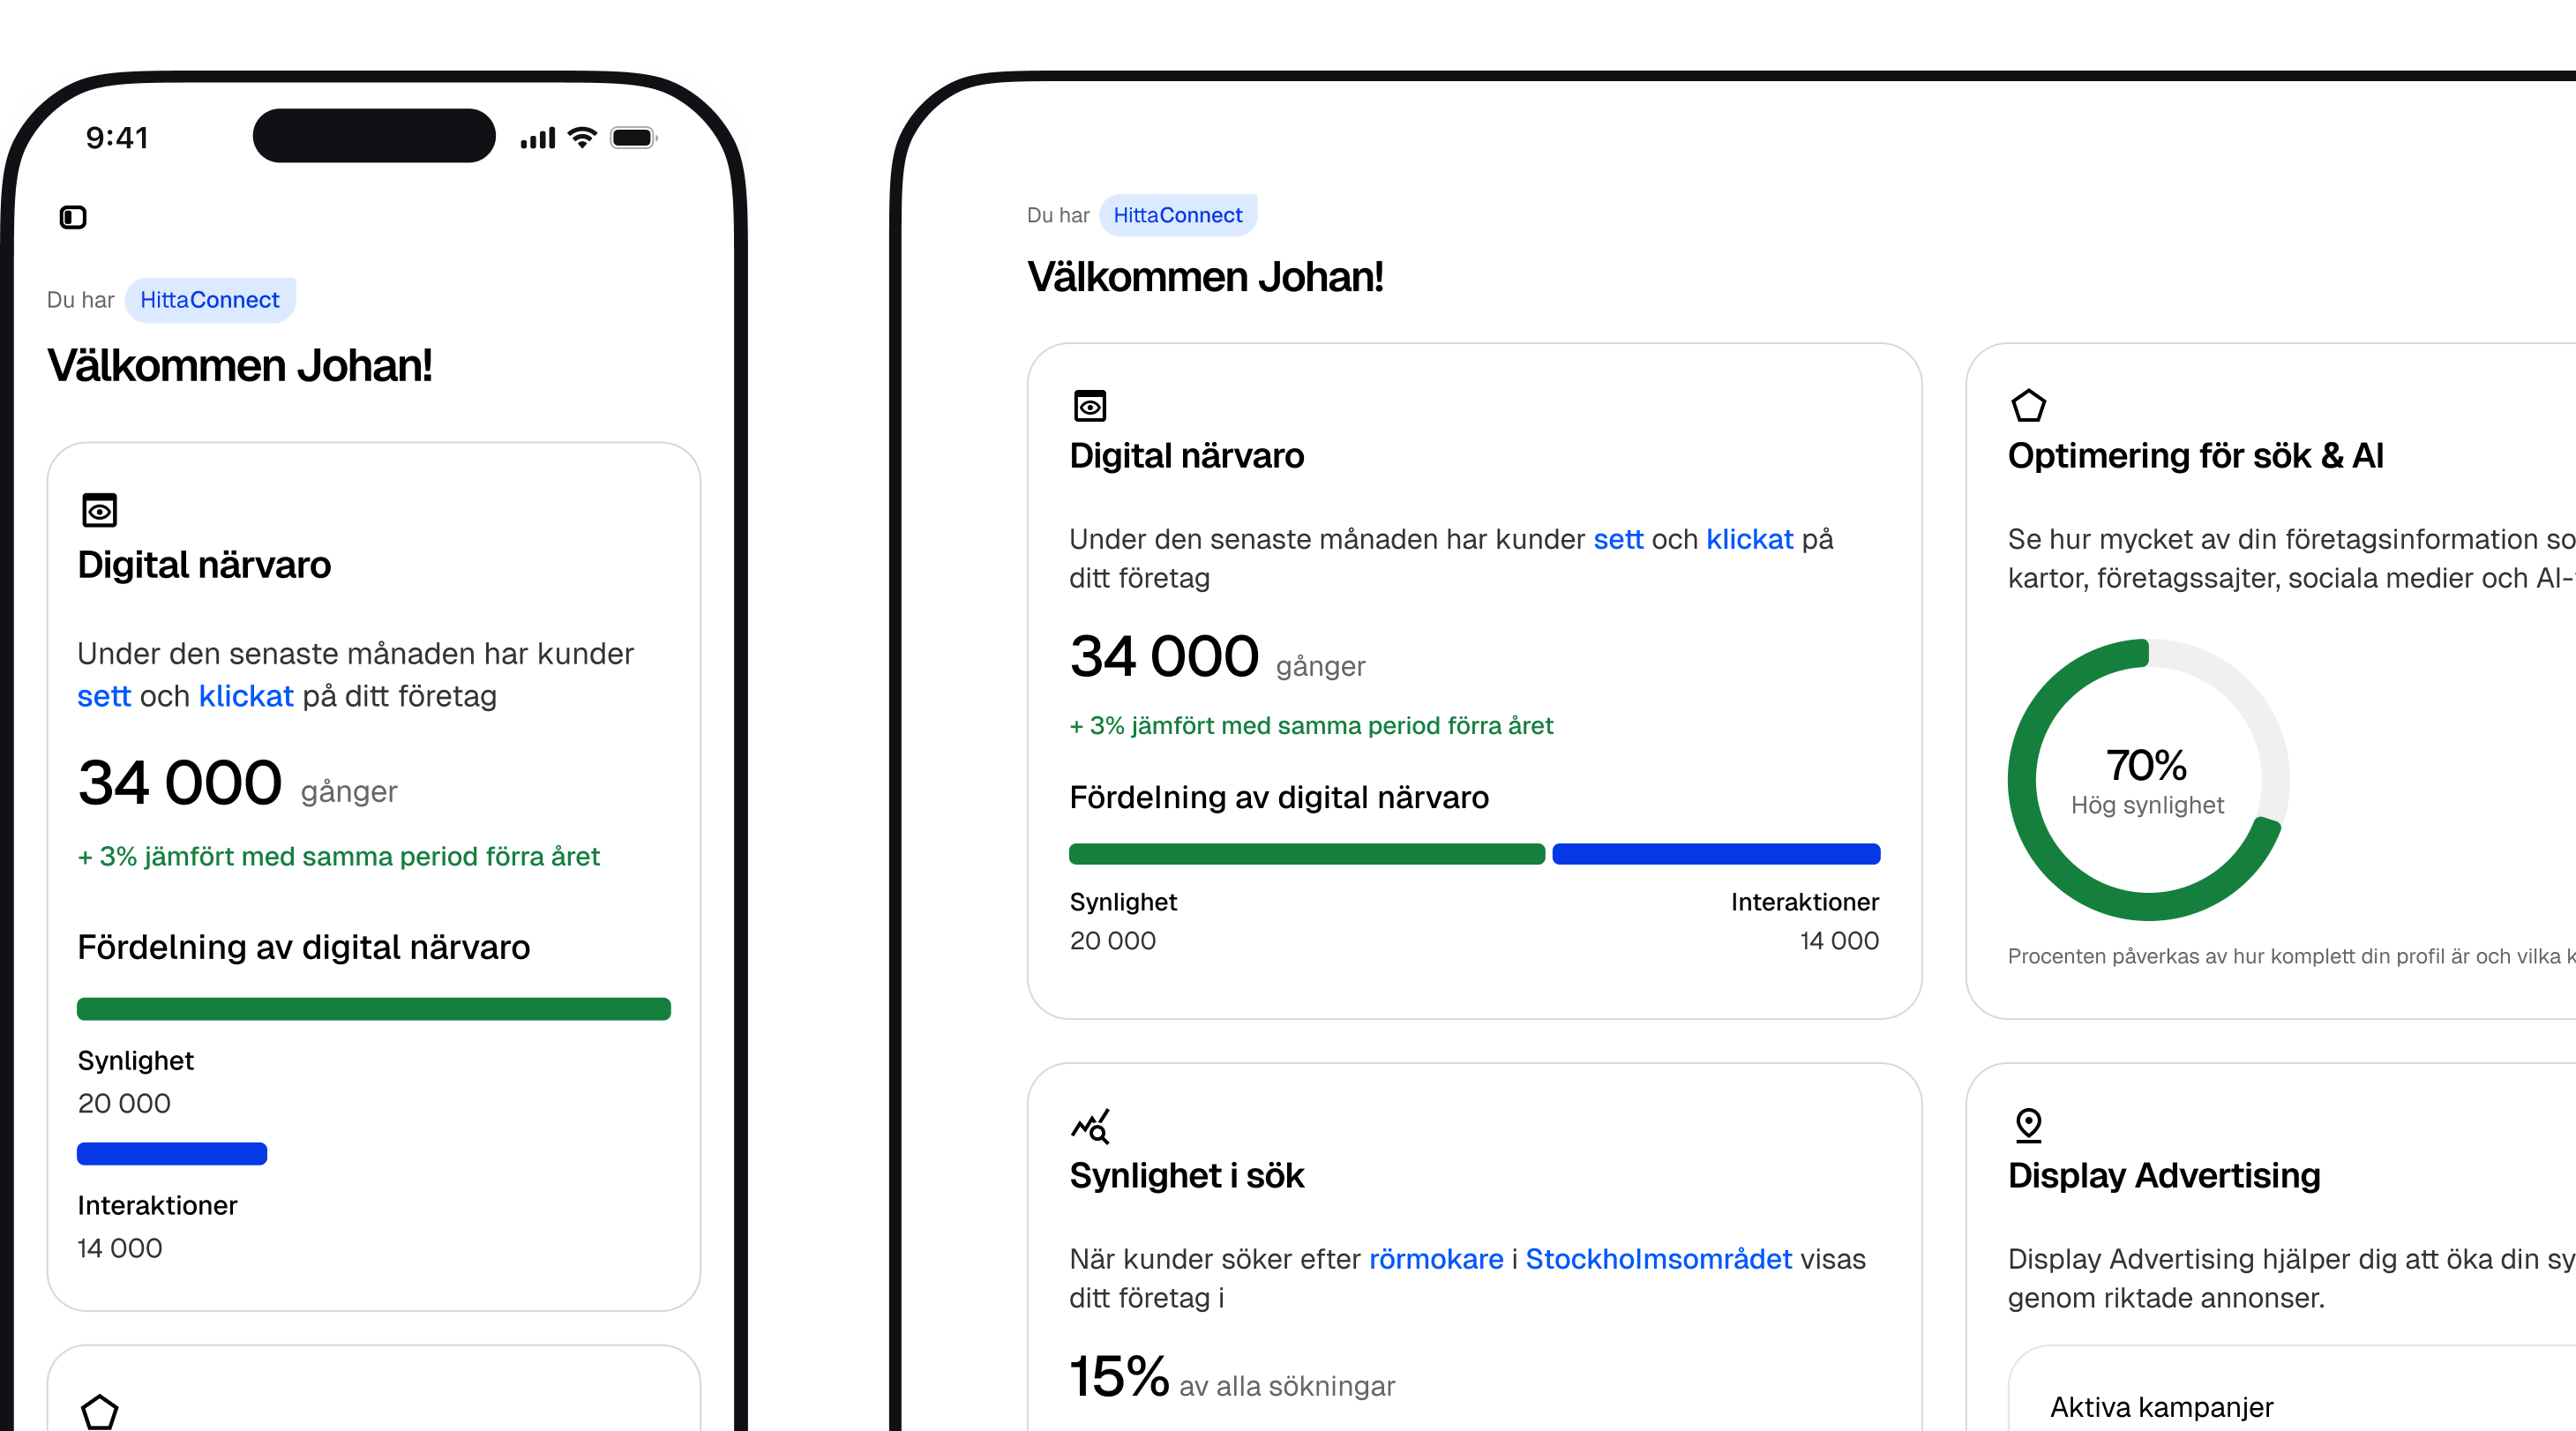 9:41
Du har HittaConnect
Välkommen Johan!
Digital närvaro
Under den senaste månaden har kunder
sett och klickat på ditt företag
34 000 gånger
+ 3% jämfört med samma period förra året
Fördelning av digital närvaro
Synlighet
20 000
Interaktioner
14 000
Du har HittaConnect
Välkommen Johan!
Digital närvaro
Under den senaste månaden har kunder sett och klickat på
ditt företag
34 000 gånger
+ 3% jämfört med samma period förra året
Fördelning av digital närvaro
Synlighet
Interaktioner
20 000
14 000
Optimering för sök & AI
Se hur mycket av din företagsinformation so
kartor, företagssajter, sociala medier och AI-
70%
Hög synlighet
Procenten påverkas av hur komplett din profil är och vilka k
Synlighet i sök
När kunder söker efter rörmokare i Stockholmsområdet visas
ditt företag i
15% av alla sökningar
Display Advertising
Display Advertising hjälper dig att öka din sy
genom riktade annonser.
Aktiva kampanjer